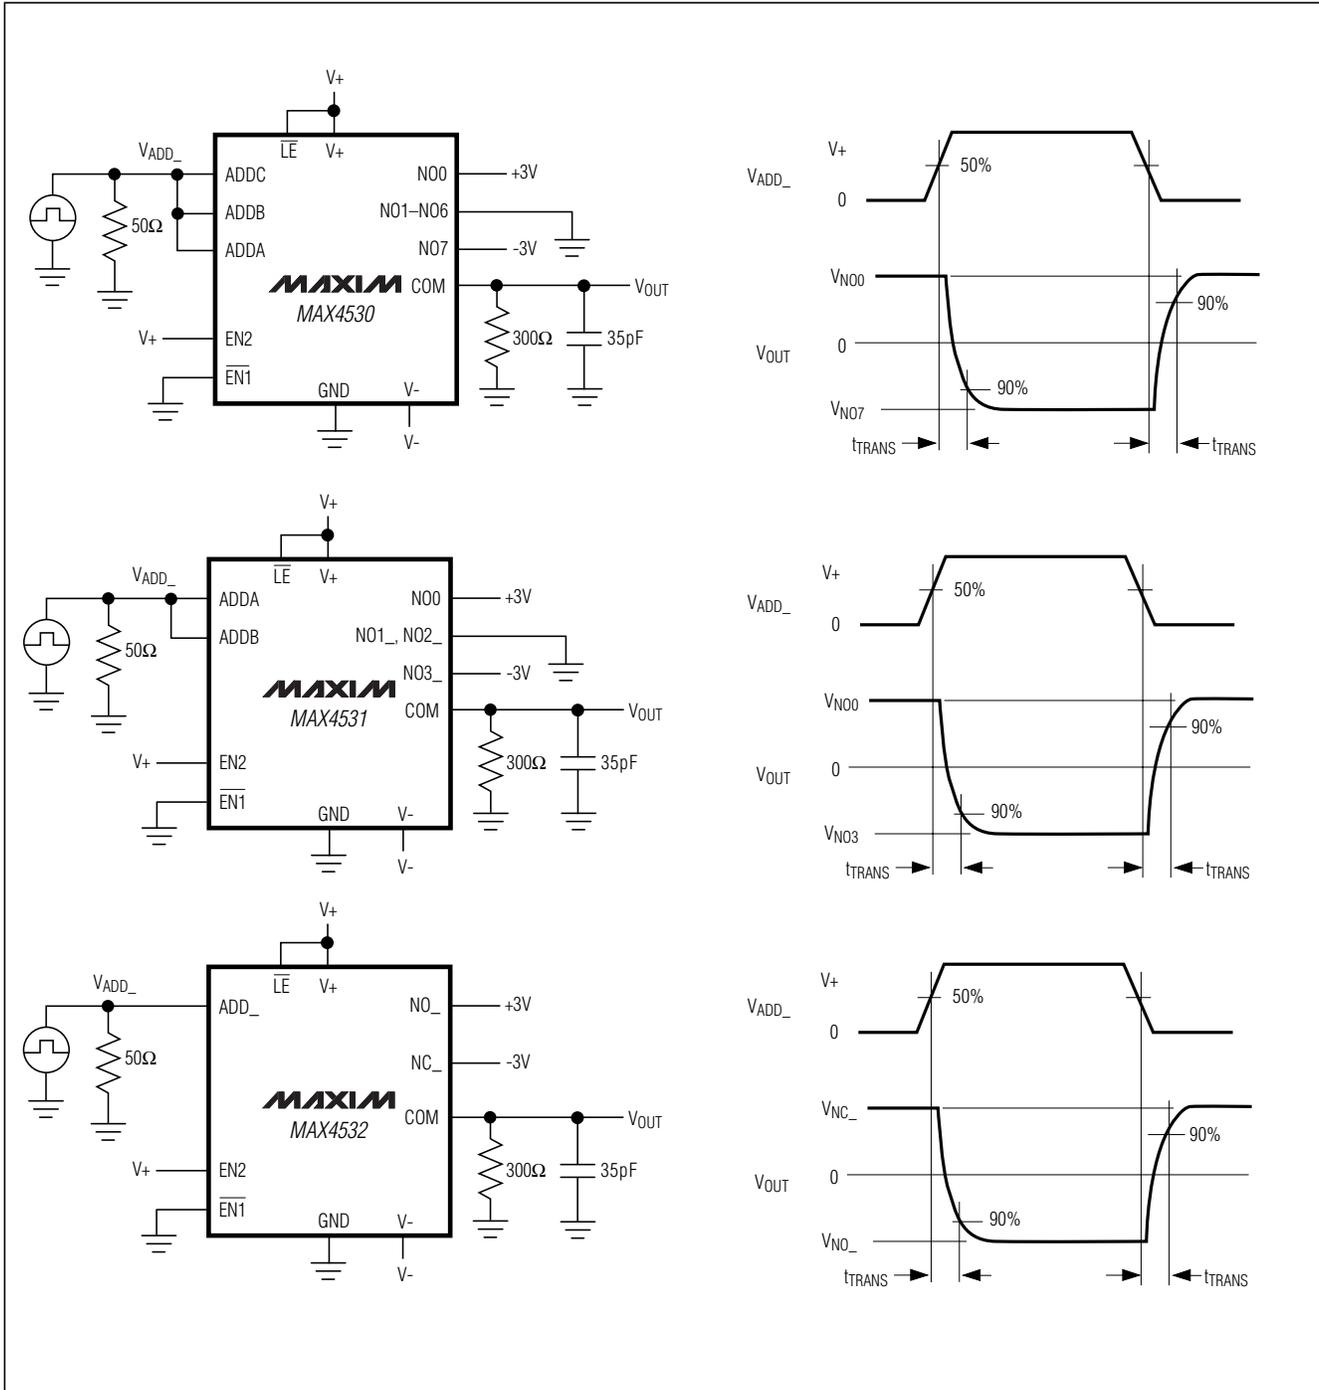 V+
LE V+
VADD_
ADDC
ADDB
ADDA
50Ω
NO0 +3V
NO1–NO6
NO7 -3V
MAXIM COM VOUT
MAX4530
300Ω 35pF
V+ EN2
EN1
GND V-
V-
V+
VADD_ 50%
0
VNO0
90%
VOUT 0
90%
VNO7
tTRANS tTRANS
V+
LE V+
VADD_
ADDA
ADDB
50Ω
NO0 +3V
NO1_, NO2_
NO3_ -3V
MAXIM
MAX4531
COM VOUT
300Ω 35pF
V+ EN2
EN1
GND V-
V-
V+
VADD_ 50%
0
VNO0
90%
VOUT 0
90%
VNO3
tTRANS tTRANS
V+
LE V+
VADD_
ADD_
50Ω
NO_ +3V
NC_ -3V
MAXIM
MAX4532
COM VOUT
300Ω 35pF
V+ EN2
EN1
GND V-
V-
V+
VADD_ 50%
0
VNC_
90%
VOUT 0
90%
VNO_
tTRANS tTRANS